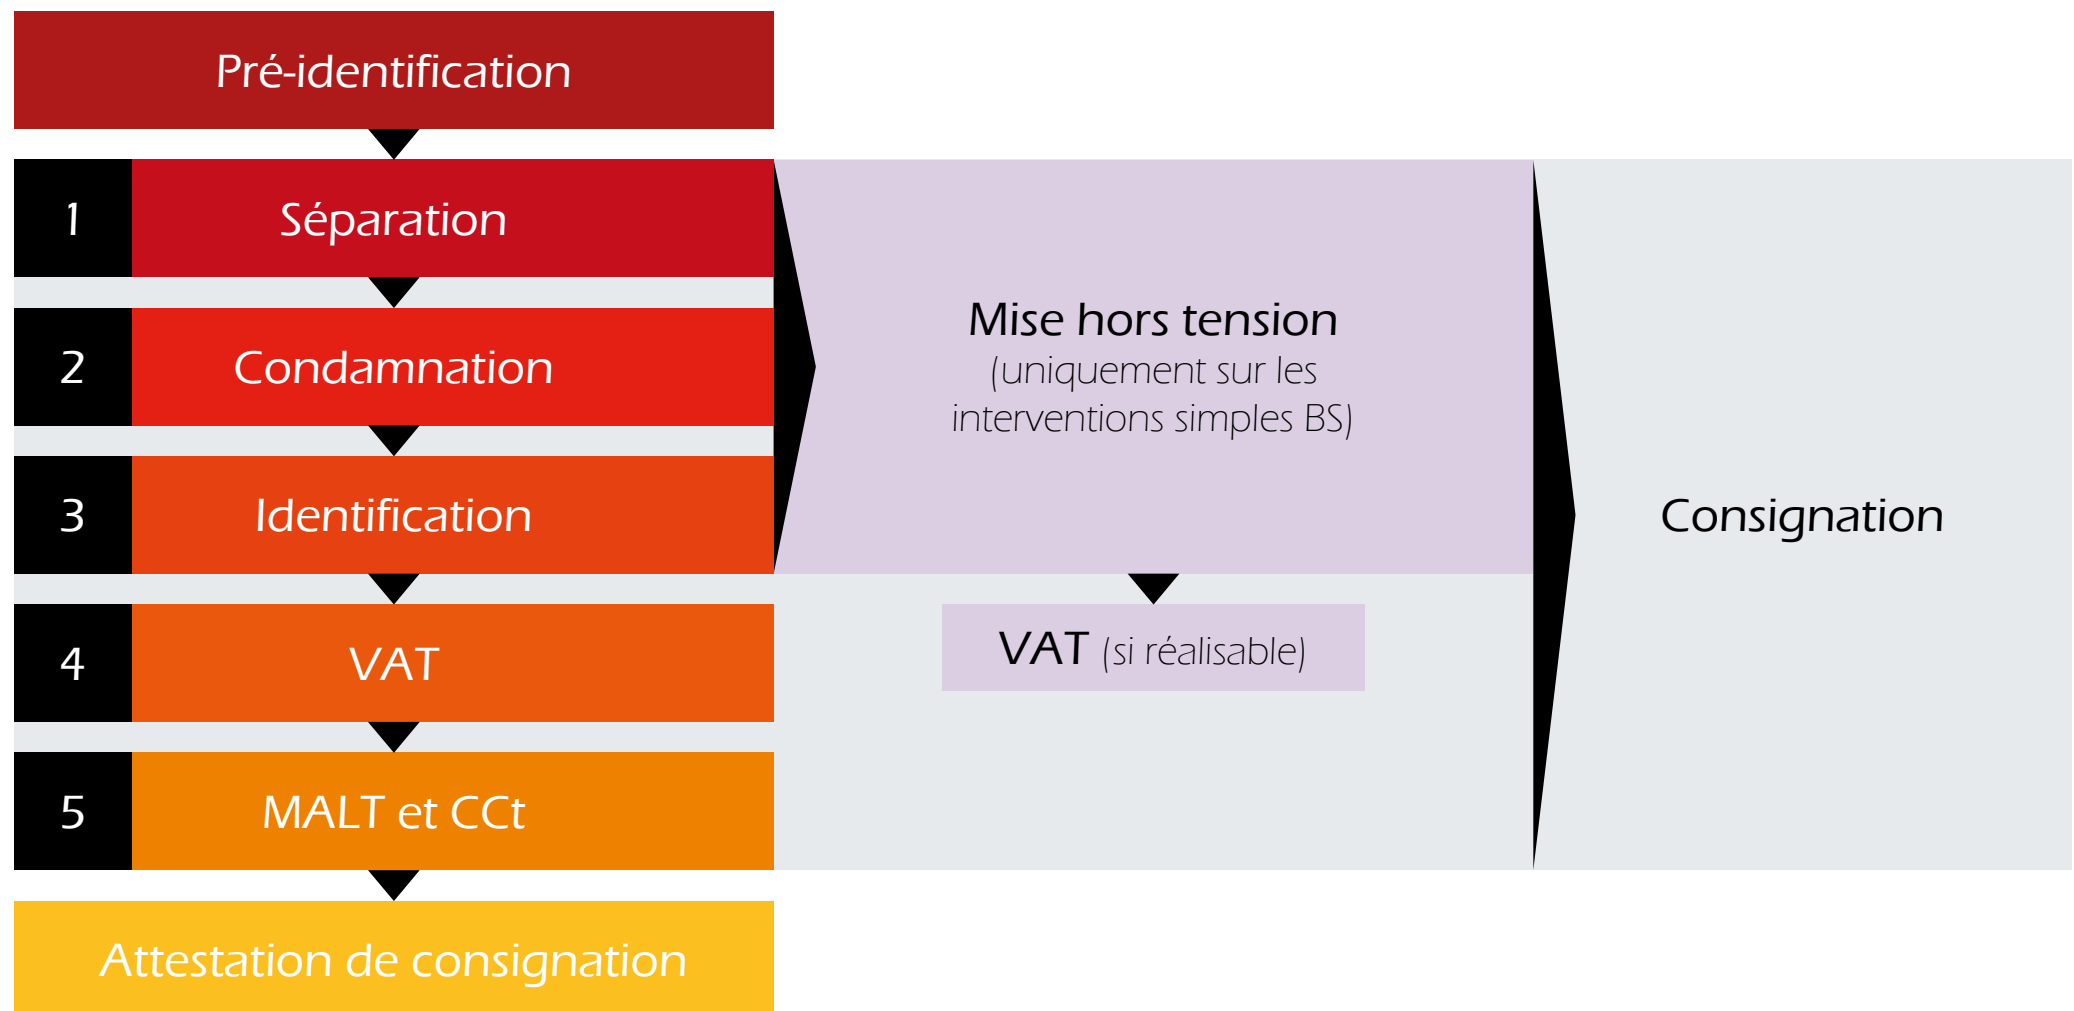 Pré-identification
1 Séparation
2 Condamnation
3 Identification
4 VAT
5 MALT et CCt
Attestation de consignation
Mise hors tension
(uniquement sur les
interventions simples BS)
VAT (si réalisable)
Consignation